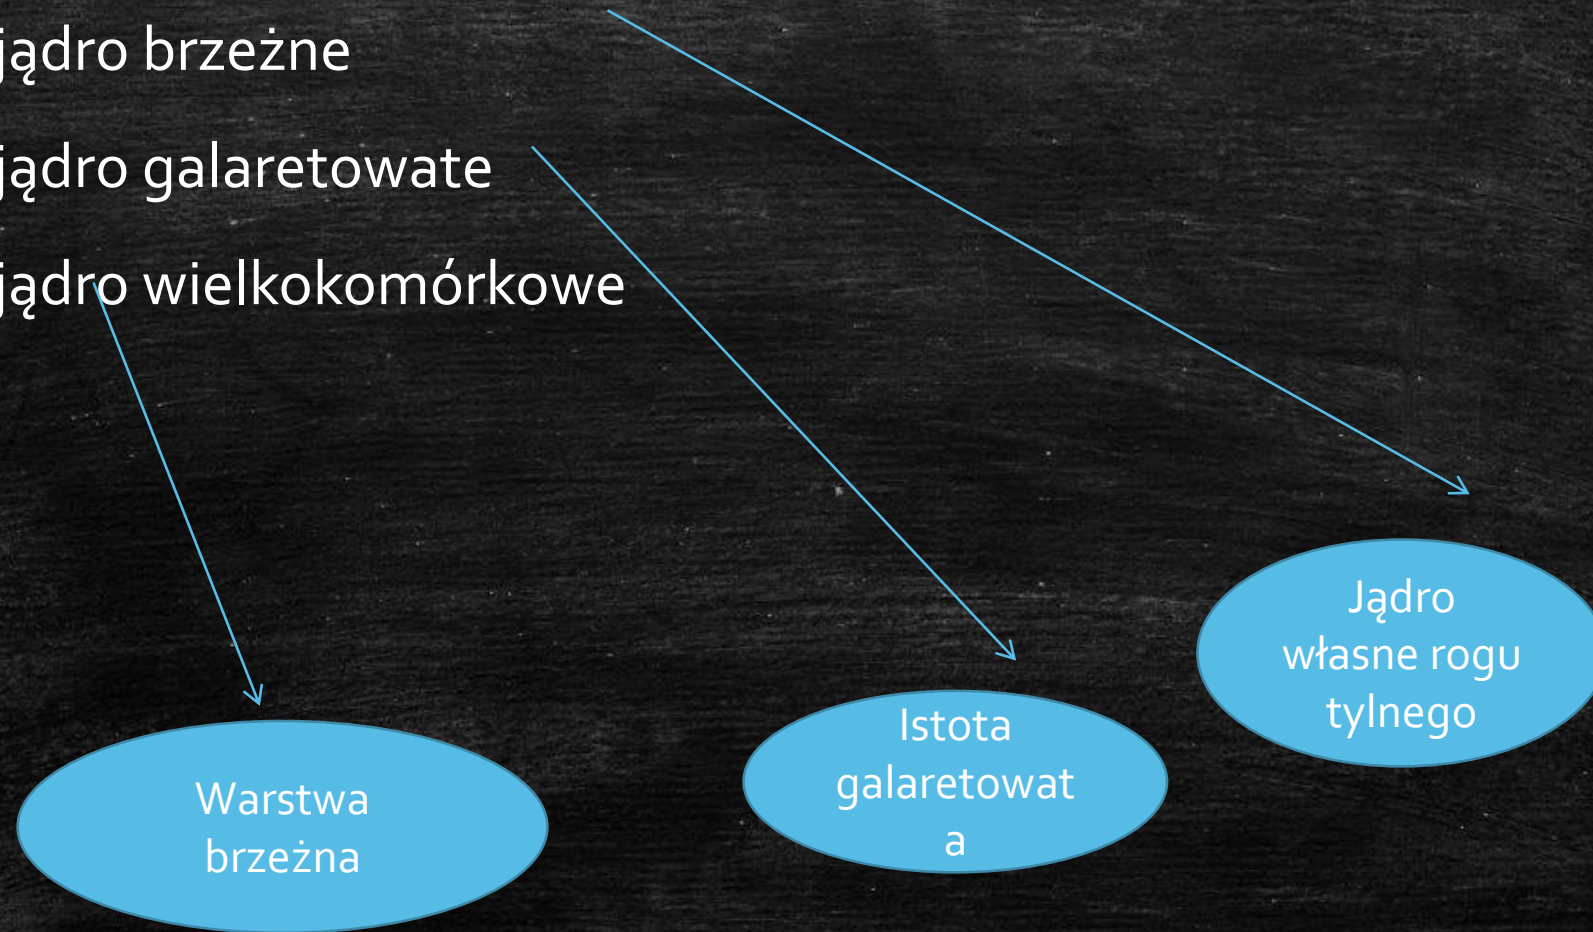 jądro brzeżne
jądro galaretowate
jądro wielkokomórkowe
Jądro
własne rogu
tylnego
Istota
galaretowat
a
Warstwa
brzeżna